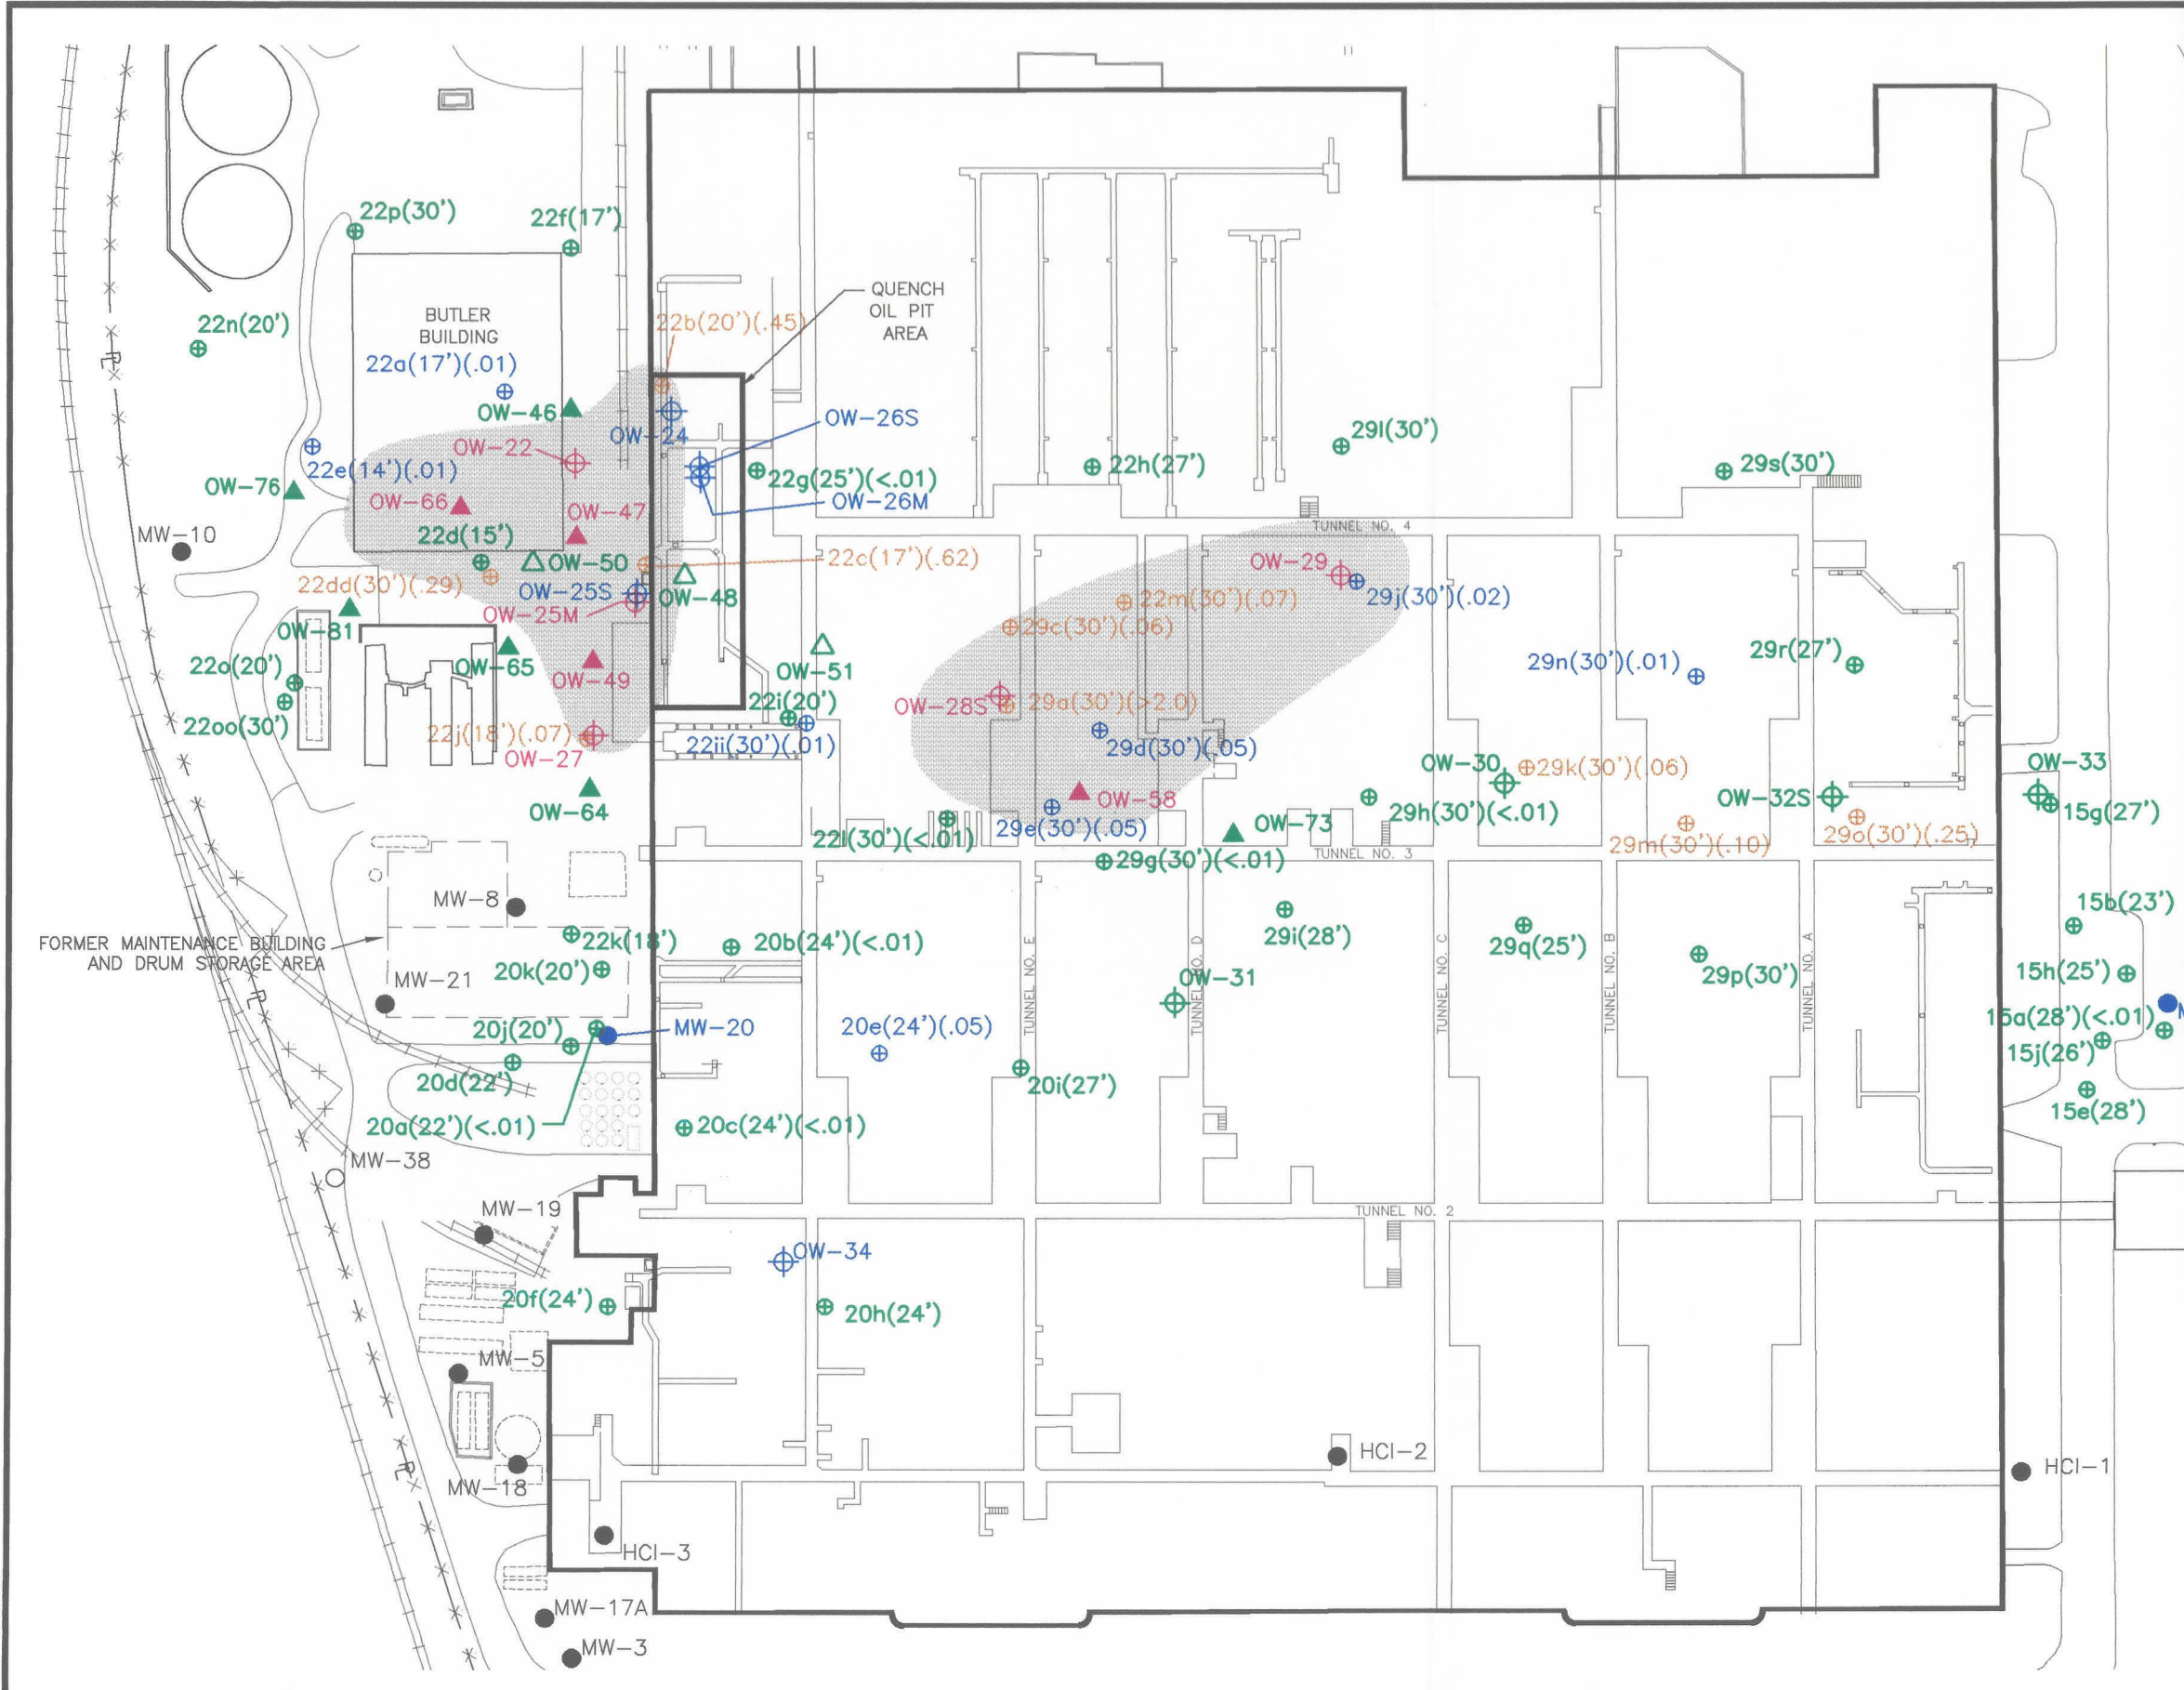 22p(30')
22f(17')
QUENCH
OIL PIT
AREA
22n(20')
BUTLER
BUILDING
22b(20')(.45)
22a(17')(.01)
OW-46
OW-24
OW-26S
29l(30')
OW-22
22e(14')(.01)
22g(25')(<.01)
22h(27')
29s(30')
OW-76
OW-66
OW-47
OW-26M
MW-10
22d(15')
TUNNEL NO. 4
OW-50
22c(17')(.62)
OW-29
22dd(30')(.29)
OW-25S
OW-48
22m(30')(.07)
29j(30')(.02)
OW-25M
OW-81
29c(30')(.06)
22o(20')
OW-65
OW-49
OW-51
29n(30')(.01)
29r(27')
22oo(30')
22i(20')
OW-28S
29a(30')(>2.0)
22j(18')(.07)
22ii(30')(.01)
29d(30')(.05)
OW-27
OW-30
29k(30')(.06)
OW-33
OW-64
OW-58
29h(30')(<.01)
OW-32S
15g(27')
22l(30')(<.01)
29e(30')(.05)
OW-73
29m(30')(.10)
29o(30')(.25)
29g(30')(<.01)
TUNNEL NO. 3
MW-8
15b(23')
FORMER MAINTENANCE BUILDING
AND DRUM STORAGE AREA
22k(18')
20b(24')(<.01)
29i(28')
29q(25')
20k(20')
29p(30')
15h(25')
MW-21
OW-31
TUNNEL NO. E
TUNNEL NO. D
TUNNEL NO. C
TUNNEL NO. B
TUNNEL NO. A
20j(20')
MW-20
20e(24')(.05)
15a(28')(<.01)
M
15j(26')
20d(22')
20i(27')
15e(28')
20a(22')(<.01)
20c(24')(<.01)
MW-38
MW-19
TUNNEL NO. 2
OW-34
20f(24')
20h(24')
MW-5
HCI-2
HCI-1
MW-18
HCI-3
MW-17A
MW-3